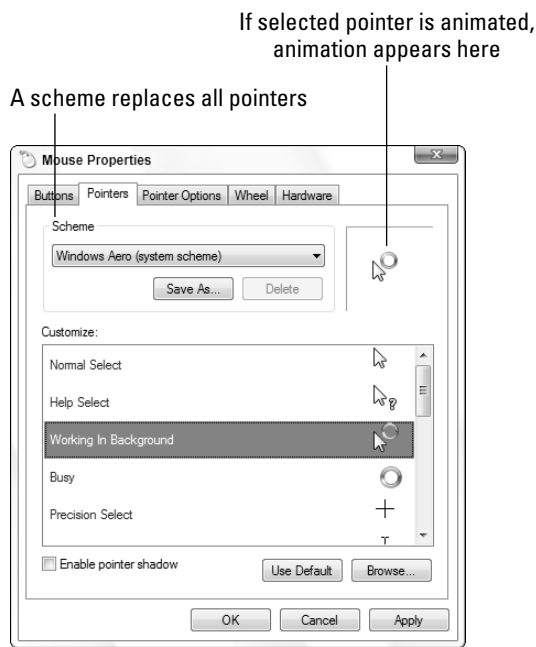 If selected pointer is animated,
animation appears here
A scheme replaces all pointers
Mouse Properties
Buttons Pointers Pointer Options Wheel Hardware
Scheme
Windows Aero (system scheme)
Save As... Delete
Customize:
Normal Select
Help Select
Working In Background
Busy
Precision Select
Enable pointer shadow
Use Default Browse...
OK Cancel Apply